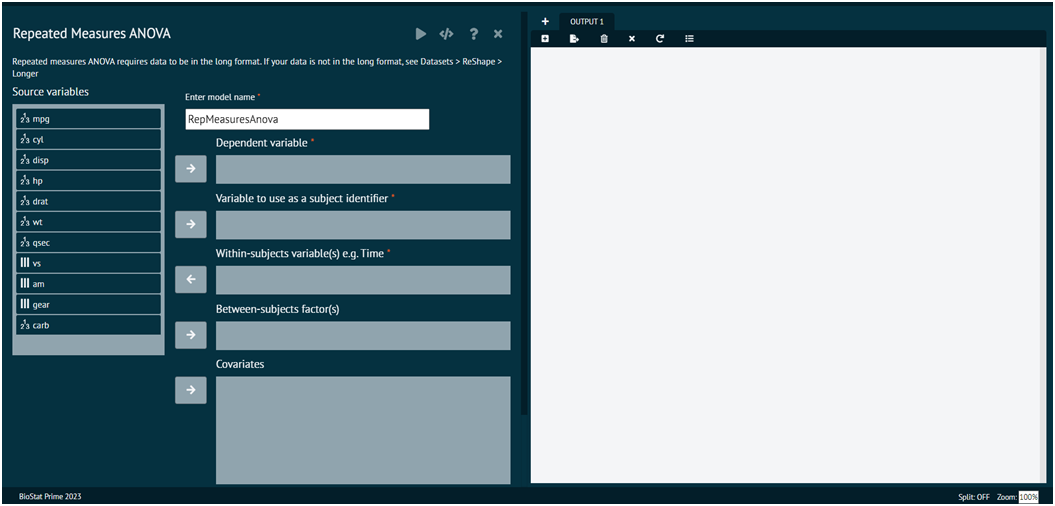 Repeated Measures ANOVA
Repeated measures ANOVA requires data to be in the long format. If your data is not in the long format, see Datasets > ReShape >
Longer
Source variables
mpg
cyl
disp
hp
drat
wt
qsec
vs
am
gear
carb
Enter model name *
RepMeasuresAnova
Dependent variable *
Variable to use as a subject identifier *
Within-subjects variable(s) e.g. Time *
Between-subjects factor(s)
Covariates
OUTPUT 1
BioStat Prime 2023
Split: OFF Zoom: 100%